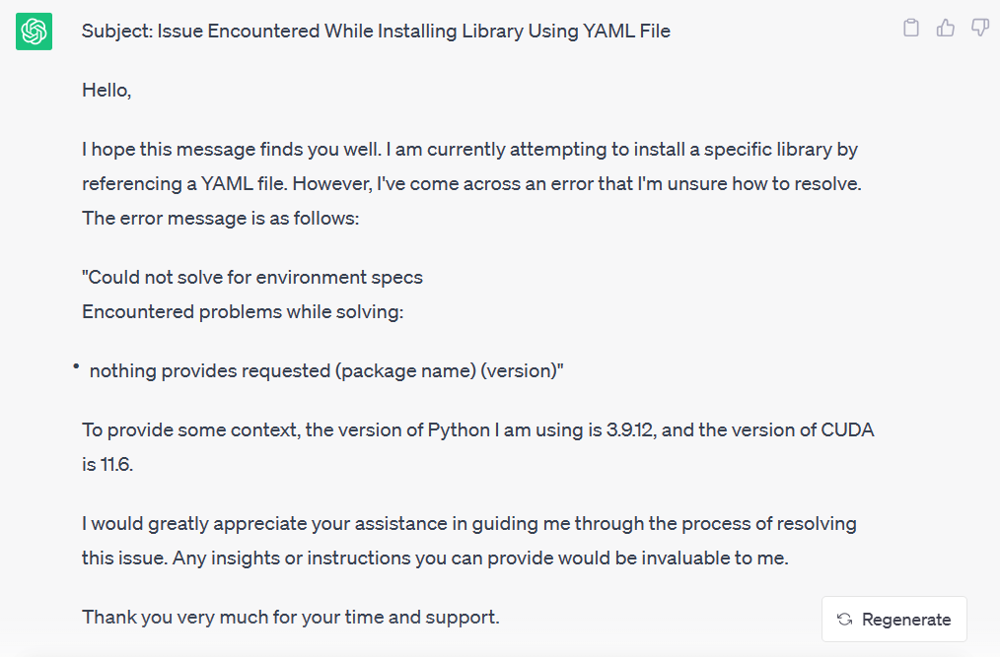 Subject: Issue Encountered While Installing Library Using YAML File
Hello,
I hope this message finds you well. I am currently attempting to install a specific library by
referencing a YAML file. However, I've come across an error that I'm unsure how to resolve.
The error message is as follows:
"Could not solve for environment specs
Encountered problems while solving:
• nothing provides requested (package name) (version)"
To provide some context, the version of Python I am using is 3.9.12, and the version of CUDA
is 11.6.
I would greatly appreciate your assistance in guiding me through the process of resolving
this issue. Any insights or instructions you can provide would be invaluable to me.
Thank you very much for your time and support.
Regenerate